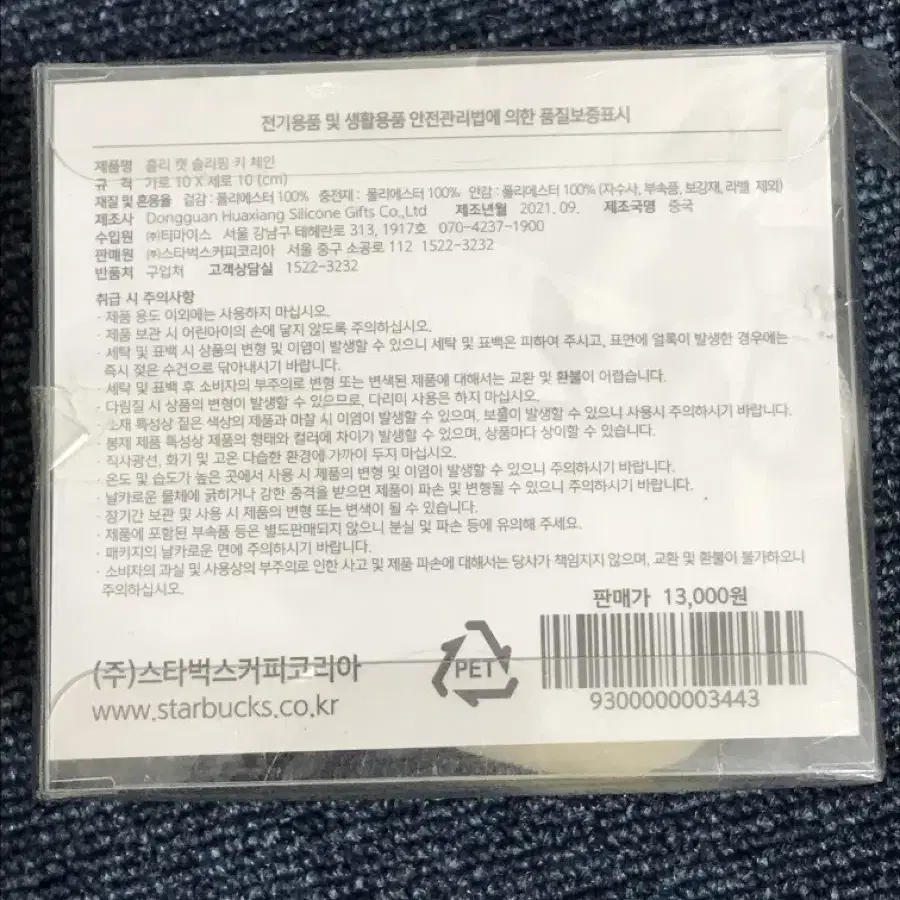 전기용품 및 생활용품 안전관리법에 의한 품질보증표시
제품명 홀리 캣 슬리핑 키 체인
규 격 가로 10 X 세로 10 (cm)
재질 및 혼용율 겉감 : 폴리에스터 100% 충전재 : 폴리에스터 100% 안감 : 폴리에스터 100% (자수사, 부속품, 보강재, 라벨 제외)
제조사 Dongguan Huaxiang Silicone Gifts Co.,Ltd 제조년월 2021. 09. 제조국명 중국
수입원 (주)티마이스 서울 강남구 테헤란로 313, 1917호 070-4237-1900
판매원 (주)스타벅스커피코리아 서울 중구 소공로 112 1522-3232
반품처 구입처 고객상담실 1522-3232
취급 시 주의사항
· 제품 용도 이외에는 사용하지 마십시오.
· 제품 보관 시 어린아이의 손에 닿지 않도록 주의하십시오.
· 세탁 및 표백 시 상품의 변형 및 이염이 발생할 수 있으니 세탁 및 표백은 피하여 주시고, 표면에 얼룩이 발생한 경우에는
즉시 젖은 수건으로 닦아내시기 바랍니다.
· 세탁 및 표백 후 소비자의 부주의로 변형 또는 변색된 제품에 대해서는 교환 및 환불이 어렵습니다.
· 다림질 시 상품의 변형이 발생할 수 있으므로, 다리미 사용은 하지 마십시오.
· 소재 특성상 짙은 색상의 제품과 마찰 시 이염이 발생할 수 있으며, 보풀이 발생할 수 있으니 사용시 주의하시기 바랍니다.
· 봉제 제품 특성상 제품의 형태와 컬러에 차이가 발생할 수 있으며, 상품마다 상이할 수 있습니다.
· 직사광선, 화기 및 고온 다습한 환경에 가까이 두지 마십시오.
· 온도 및 습도가 높은 곳에서 사용 시 제품의 변형 및 이염이 발생할 수 있으니 주의하시기 바랍니다.
· 날카로운 물체에 긁히거나 강한 충격을 받으면 제품이 파손 및 변형될 수 있으니 주의하시기 바랍니다.
· 장기간 보관 및 사용 시 제품의 변형 또는 변색이 될 수 있습니다.
· 제품에 포함된 부속품 등은 별도판매되지 않으니 분실 및 파손 등에 유의해 주세요.
· 패키지의 날카로운 면에 주의하시기 바랍니다.
· 소비자의 과실 및 사용상의 부주의로 인한 사고 및 제품 파손에 대해서는 당사가 책임지지 않으며, 교환 및 환불이 불가하오니
주의하십시오.
판매가 13,000원
(주)스타벅스커피코리아
www.starbucks.co.kr
PET
9300000003443